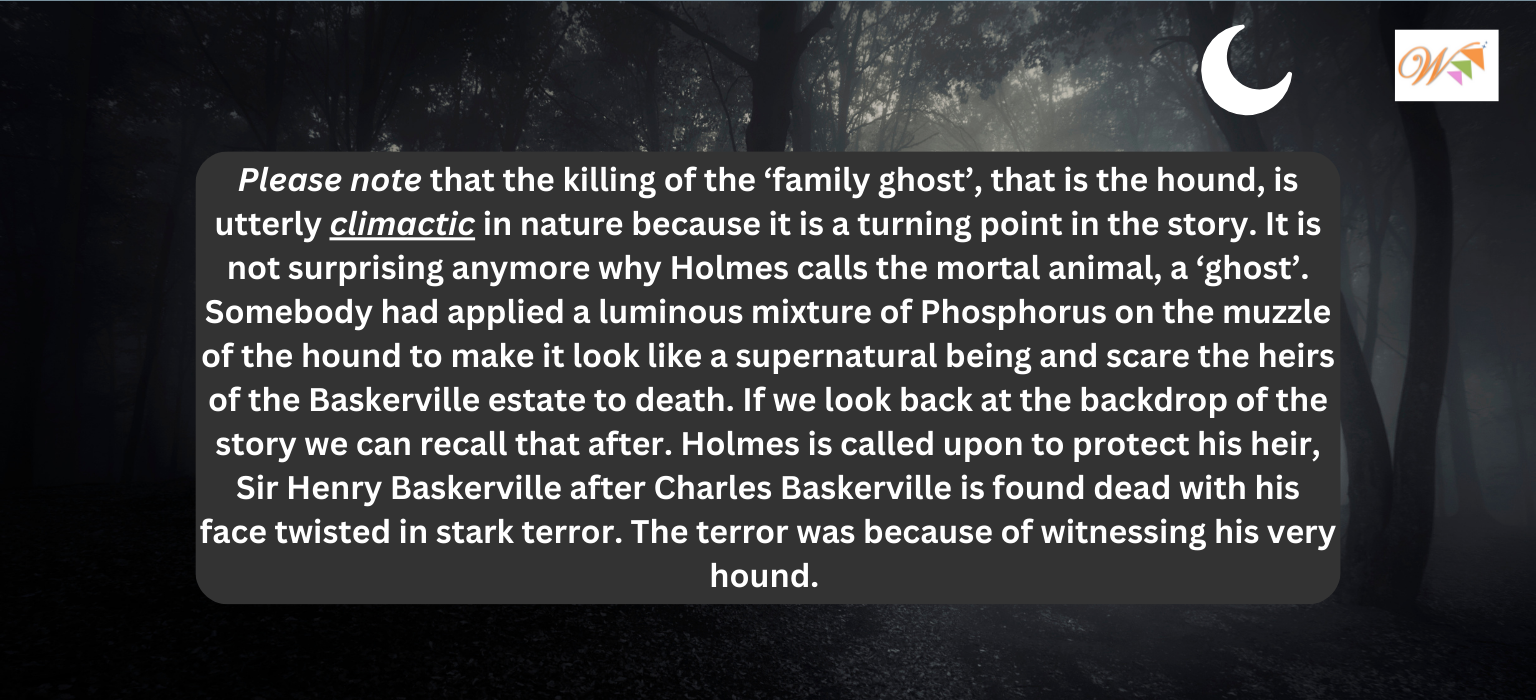 W
Please note that the killing of the ‘family ghost’, that is the hound, is
utterly climactic in nature because it is a turning point in the story. It is
not surprising anymore why Holmes calls the mortal animal, a ‘ghost’.
Somebody had applied a luminous mixture of Phosphorus on the muzzle
of the hound to make it look like a supernatural being and scare the heirs
of the Baskerville estate to death. If we look back at the backdrop of the
story we can recall that after. Holmes is called upon to protect his heir,
Sir Henry Baskerville after Charles Baskerville is found dead with his
face twisted in stark terror. The terror was because of witnessing his very
hound.